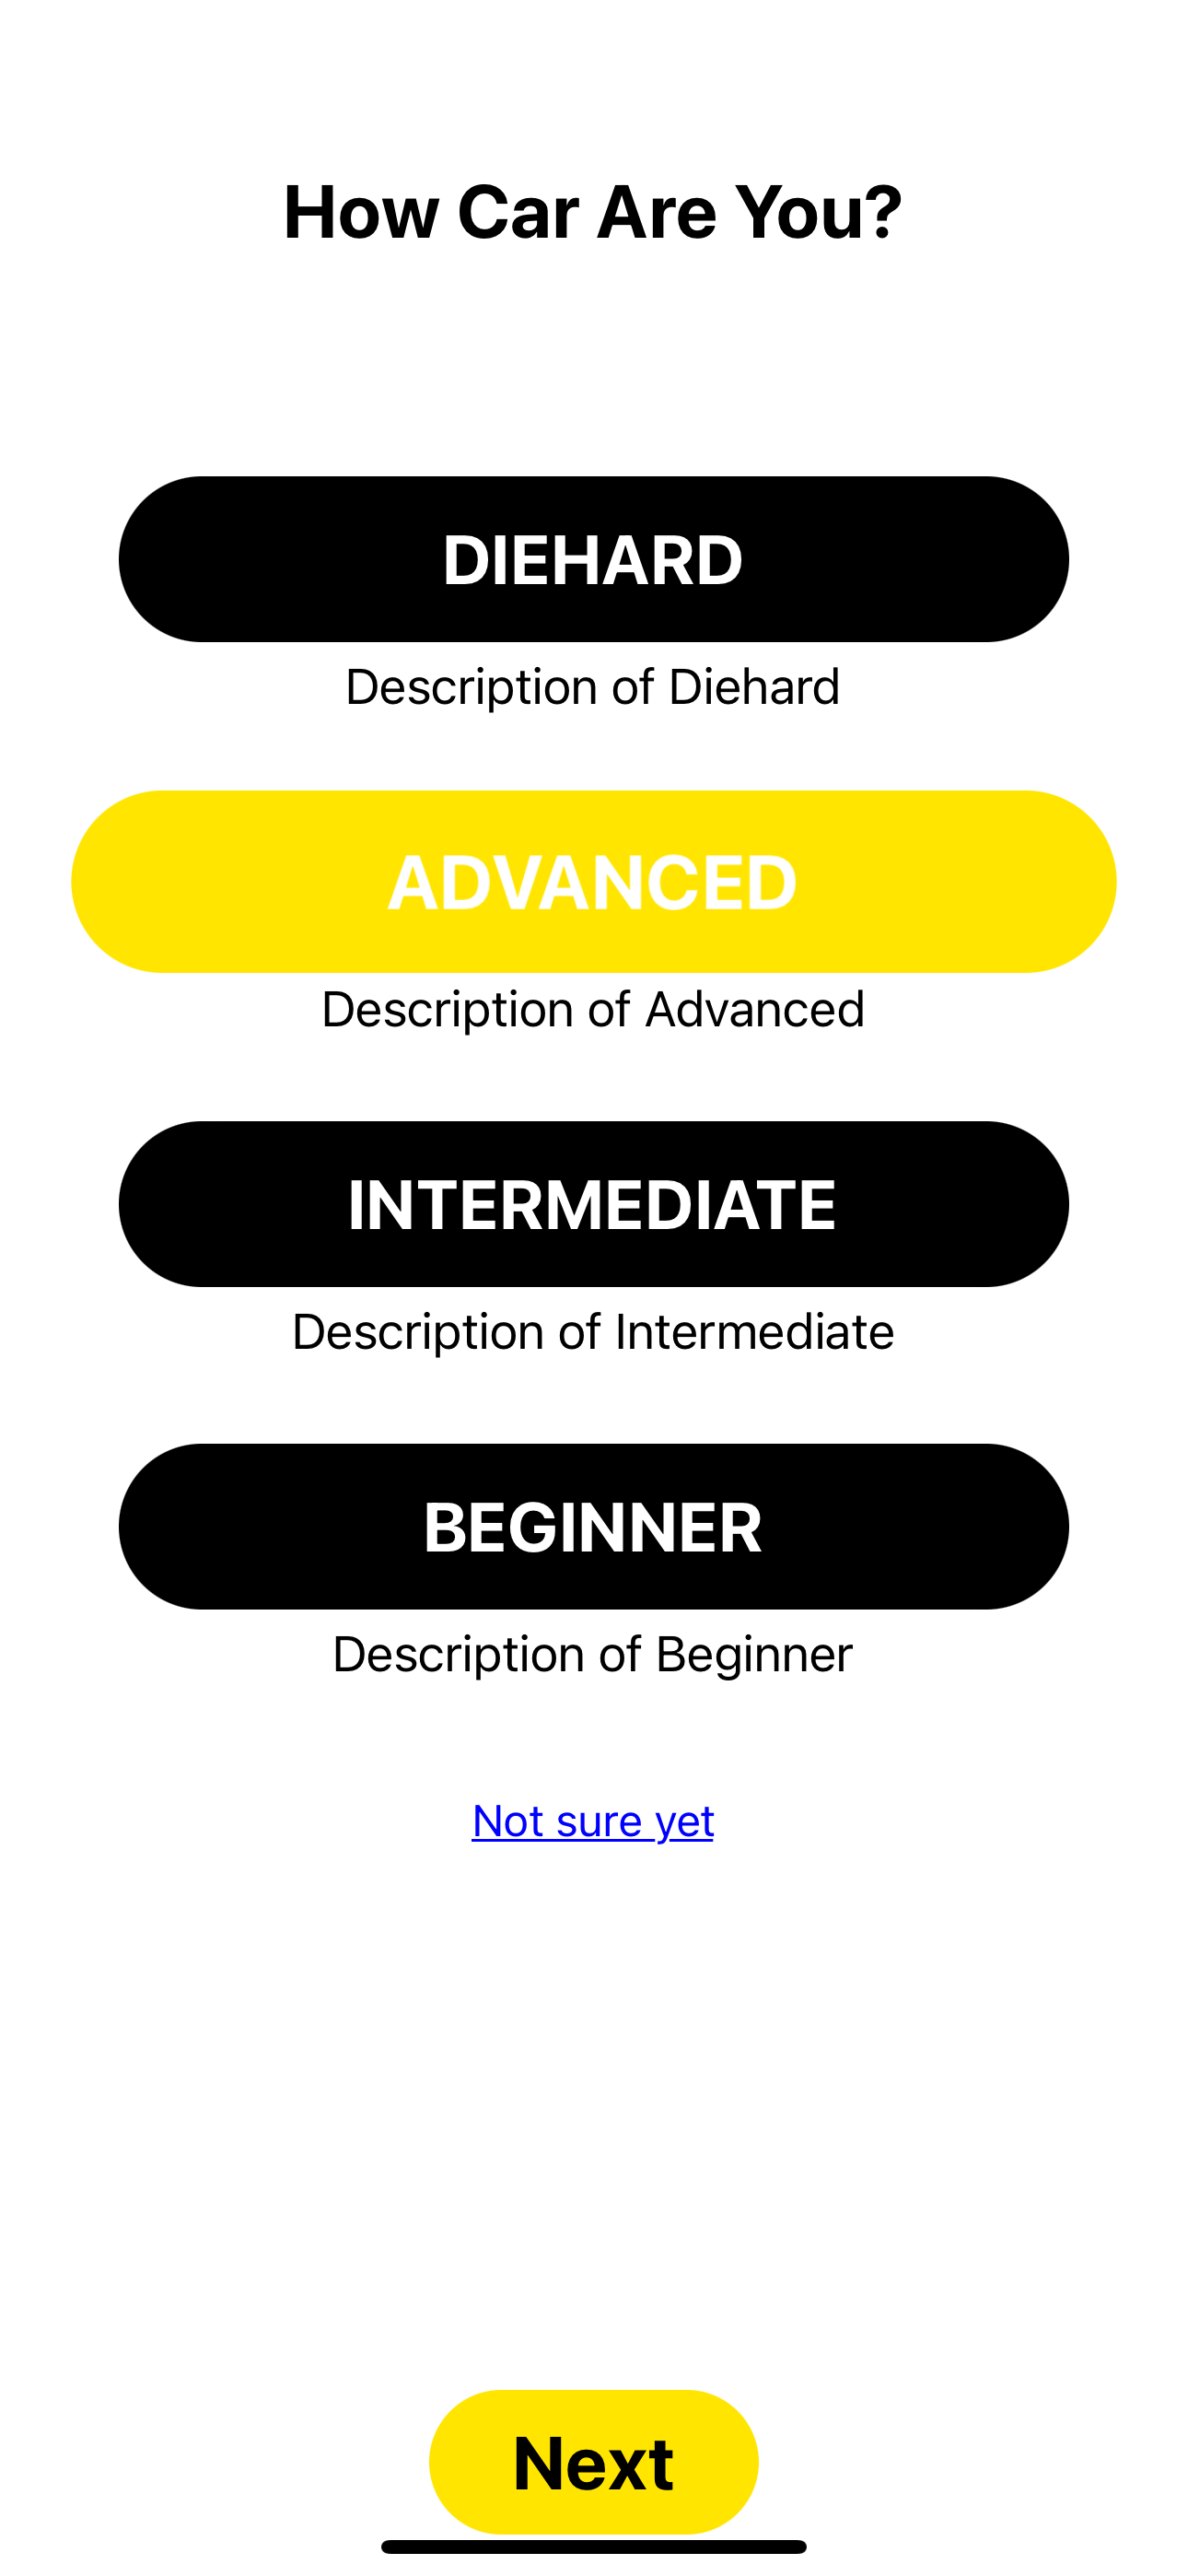 How Car Are You?
DIEHARD
Description of Diehard
ADVANCED
Description of Advanced
INTERMEDIATE
Description of Intermediate
BEGINNER
Description of Beginner
Not sure yet
Next